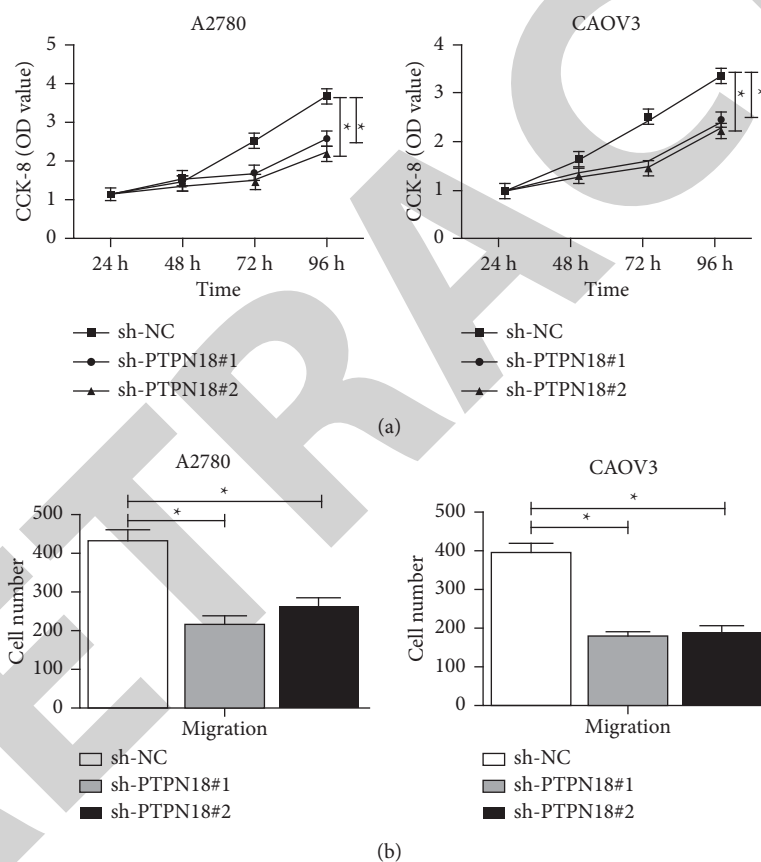 A2780
CAOV3
5
4
3
2
1
0
CCK-8 (OD value)
24 h 48 h 72 h 96 h
Time
* *
4
3
2
1
0
CCK-8 (OD value)
24 h 48 h 72 h 96 h
Time
* *
sh-NC
sh-PTPN18#1
sh-PTPN18#2
sh-NC
sh-PTPN18#1
sh-PTPN18#2
(a)
A2780
500
400
300
200
100
0
Cell number
*
*
Migration
sh-NC
sh-PTPN18#1
sh-PTPN18#2
CAOV3
500
400
300
200
100
0
Cell number
*
*
Migration
sh-NC
sh-PTPN18#1
sh-PTPN18#2
(b)
RETRAC